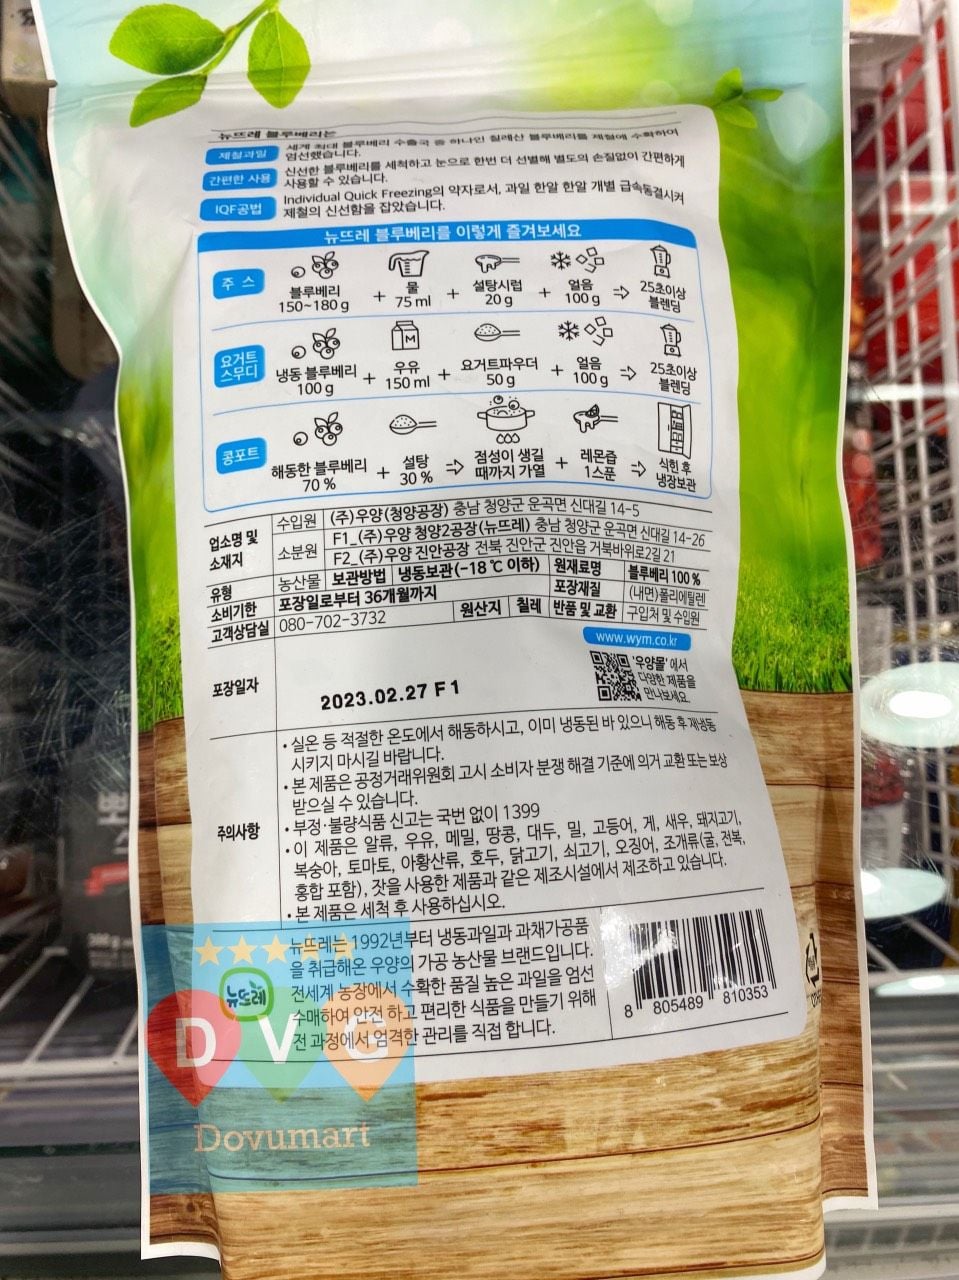 뉴뜨레 블루베리는
제철과일 세계 최대 블루베리 수출국 중 하나인 칠레산 블루베리를 제철에 수확하여
엄선했습니다.
간편한 사용 신선한 블루베리를 세척하고 눈으로 한번 더 선별해 별도의 손질없이 간편하게
사용할 수 있습니다.
IQF공법 Individual Quick Freezing의 약자로서, 과일 한알 한알 개별 급속동결시켜
제철의 신선함을 잡았습니다.
뉴뜨레 블루베리를 이렇게 즐겨보세요
주 스
블루베리 150~180 g + 물 75 ml + 설탕시럽 20 g + 얼음 100 g ⇨ 25초이상 블렌딩
요거트 스무디
M
냉동 블루베리 100 g + 우유 150 ml + 요거트파우더 50 g + 얼음 100 g ⇨ 25초이상 블렌딩
콩포트
해동한 블루베리 70 % + 설탕 30 % ⇨ 점성이 생길 때까지 가열 + 레몬즙 1스푼 ⇨ 식힌 후 냉장보관
업소명 및 소재지
수입원 (주)우양(청양공장) 충남 청양군 운곡면 신대길 14-5
소분원 F1_(주)우양 청양2공장(뉴뜨레) 충남 청양군 운곡면 신대길 14-26
F2_(주)우양 진안공장 전북 진안군 진안읍 거북바위로2길 21
유형 농산물 보관방법 냉동보관(-18 ℃ 이하) 원재료명 블루베리 100 %
소비기한 포장일로부터 36개월까지 포장재질 (내면)폴리에틸렌
고객상담실 080-702-3732 원산지 칠레 반품 및 교환 구입처 및 수입원
www.wym.co.kr
'우양몰'에서
다양한 제품을
만나보세요.
포장일자 2023.02.27 F1
주의사항
• 실온 등 적절한 온도에서 해동하시고, 이미 냉동된 바 있으니 해동 후 재냉동
시키지 마시길 바랍니다.
• 본 제품은 공정거래위원회 고시 소비자 분쟁 해결 기준에 의거 교환 또는 보상
받으실 수 있습니다.
• 부정·불량식품 신고는 국번 없이 1399
• 이 제품은 알류, 우유, 메밀, 땅콩, 대두, 밀, 고등어, 게, 새우, 돼지고기,
복숭아, 토마토, 아황산류, 호두, 닭고기, 쇠고기, 오징어, 조개류(굴, 전복,
홍합 포함), 잣을 사용한 제품과 같은 제조시설에서 제조하고 있습니다.
• 본 제품은 세척 후 사용하십시오.
뉴뜨레
뉴뜨레는 1992년부터 냉동과일과 과채가공품
을 취급해온 우양의 가공 농산물 브랜드입니다.
전세계 농장에서 수확한 품질 높은 과일을 엄선
수매하여 안전 하고 편리한 식품을 만들기 위해
전 과정에서 엄격한 관리를 직접 합니다.
8 805489 810353
D V G
Dovumart